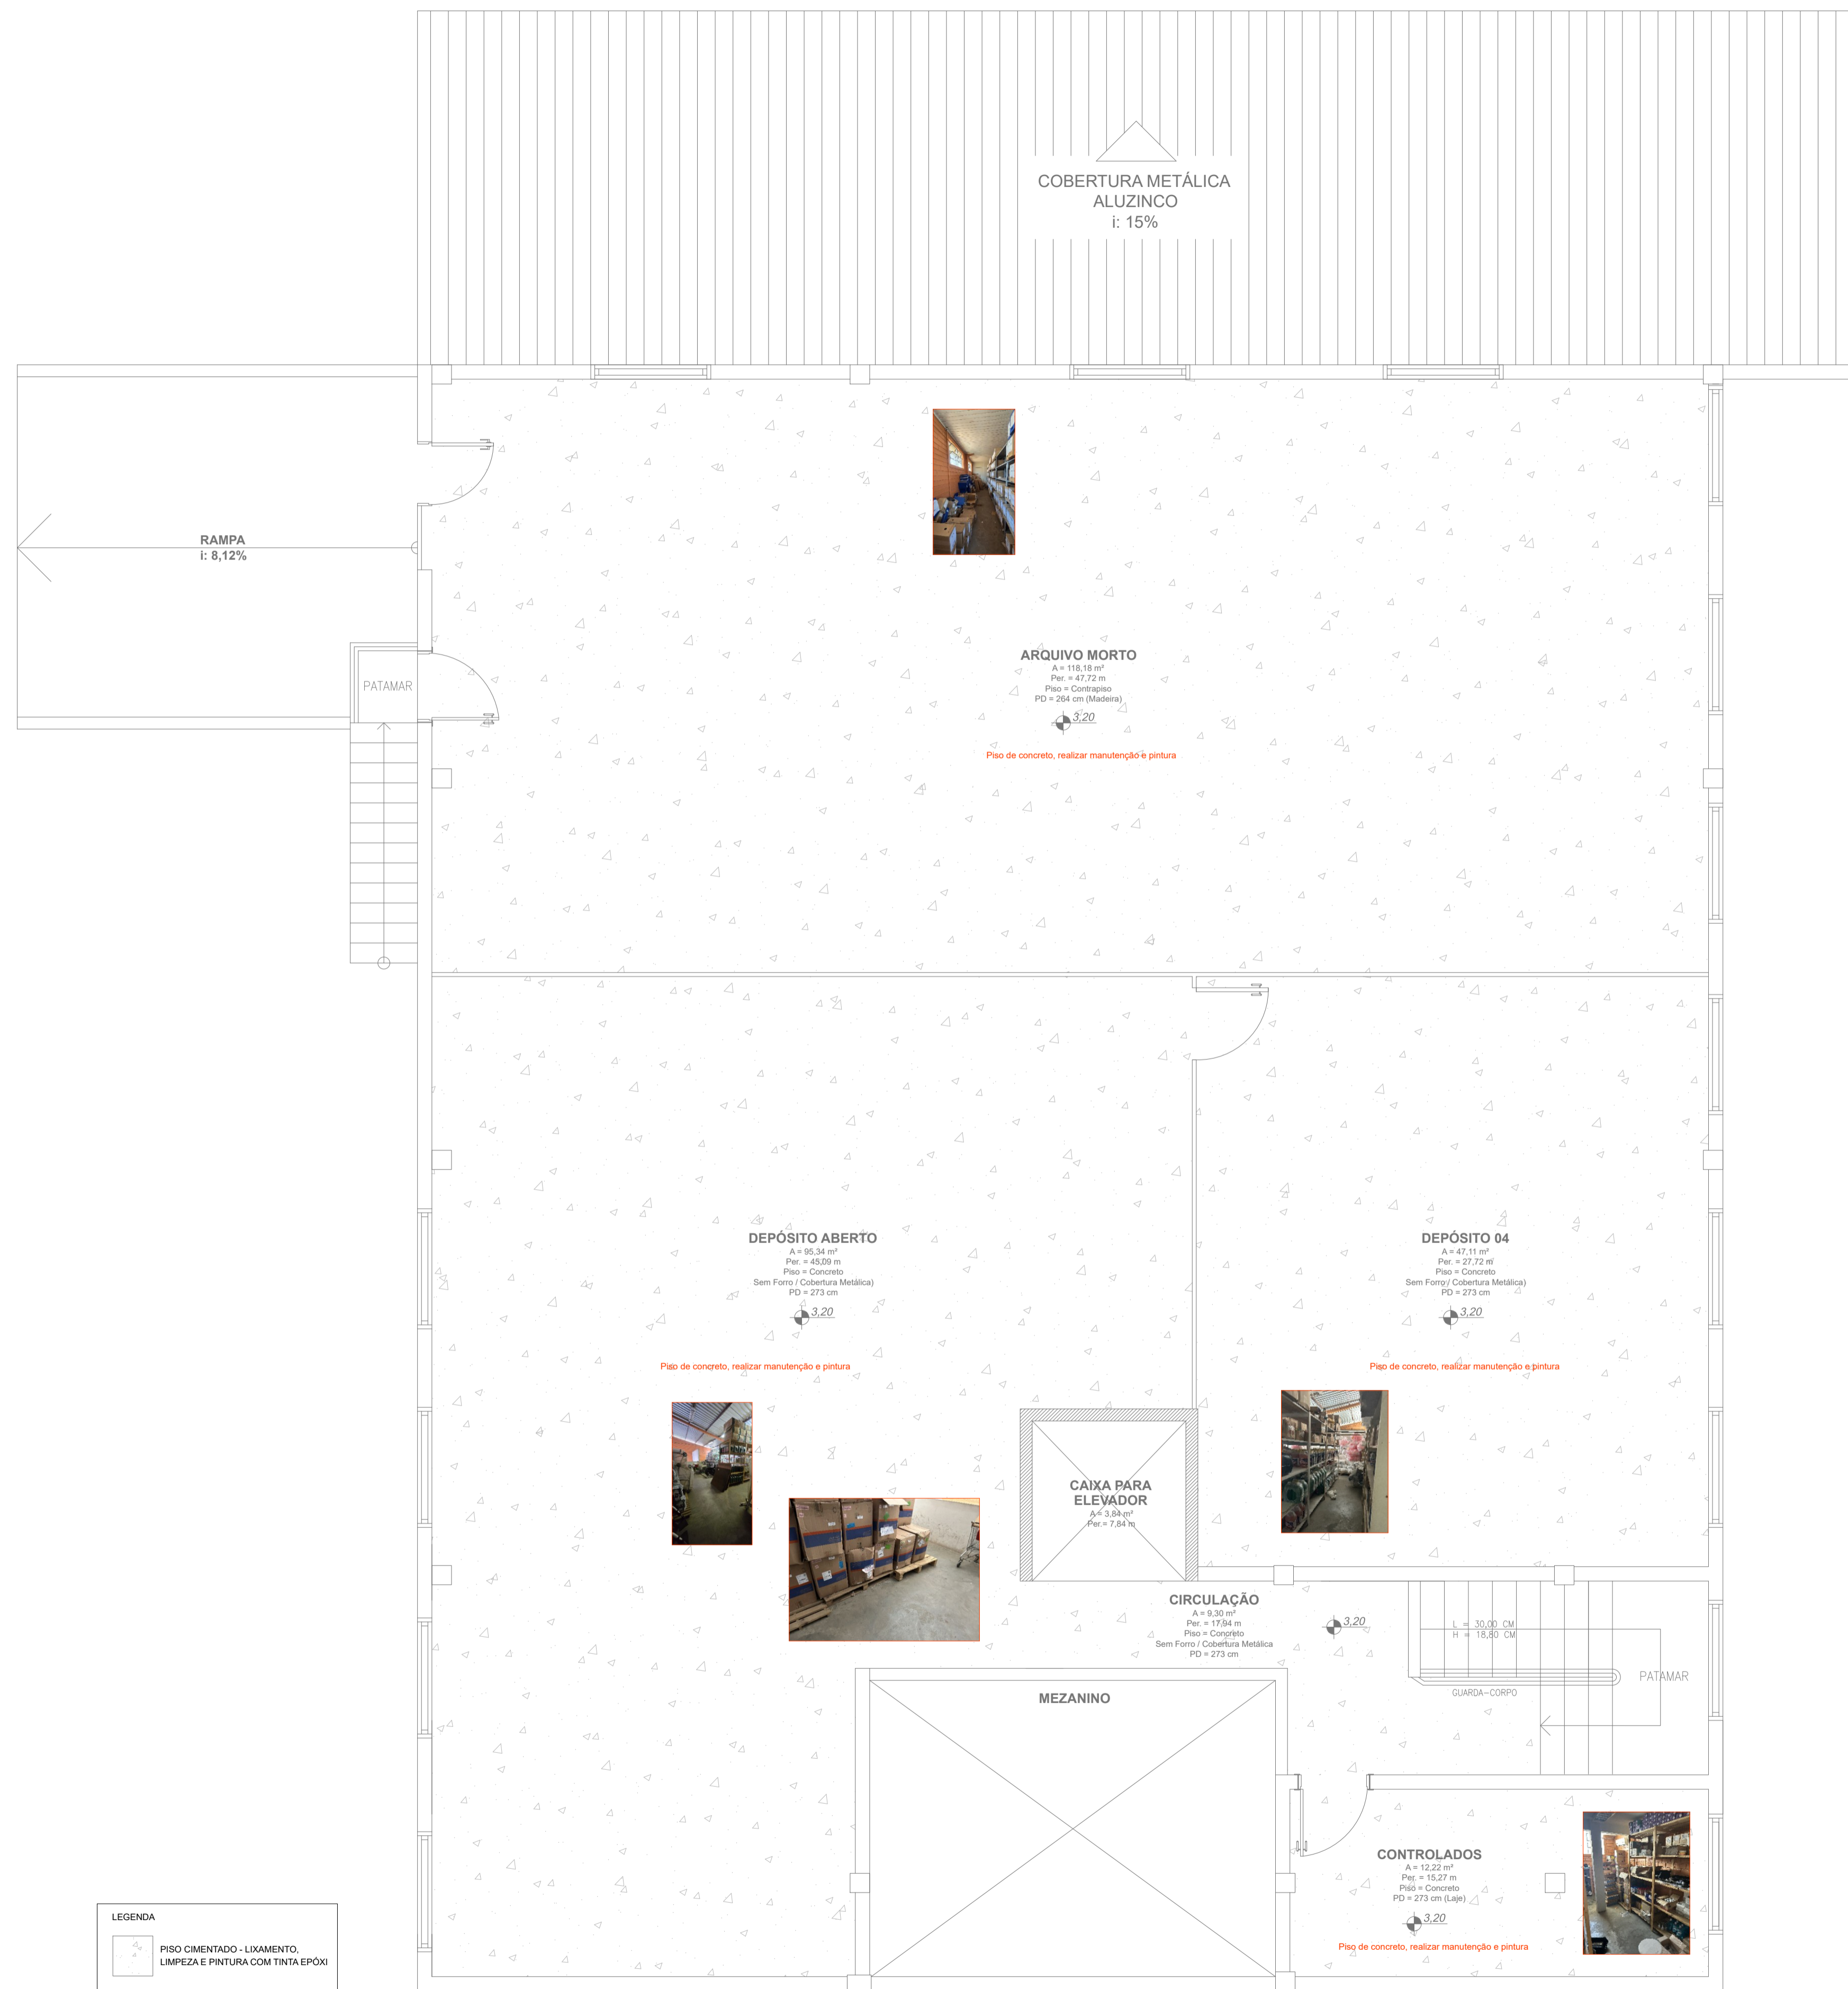 COBERTURA METÁLICA
ALUZINCO
i: 15%
RAMPA
i: 8,12%
PATAMAR
ARQUIVO MORTO
A = 118,18 m²
Per. = 47,72 m
Piso = Contrapiso
PD = 264 cm (Madeira)
3,20
Piso de concreto, realizar manutenção e pintura
DEPÓSITO ABERTO
A = 95,34 m²
Per. = 45,09 m
Piso = Concreto
Sem Forro / Cobertura Metálica)
PD = 273 cm
3,20
Piso de concreto, realizar manutenção e pintura
DEPÓSITO 04
A = 47,11 m²
Per. = 27,72 m
Piso = Concreto
Sem Forro / Cobertura Metálica)
PD = 273 cm
3,20
Piso de concreto, realizar manutenção e pintura
CAIXA PARA
ELEVADOR
A = 3,84 m²
Per.= 7,84 m
CIRCULAÇÃO
A = 9,30 m²
Per. = 17,94 m
Piso = Concreto
Sem Forro / Cobertura Metálica
PD = 273 cm
3,20
L = 30,00 CM
H = 18,80 CM
PATAMAR
GUARDA-CORPO
MEZANINO
CONTROLADOS
A = 12,22 m²
Per. = 15,27 m
Piso = Concreto
PD = 273 cm (Laje)
3,20
Piso de concreto, realizar manutenção e pintura
LEGENDA
PISO CIMENTADO - LIXAMENTO,
LIMPEZA E PINTURA COM TINTA EPÓXI